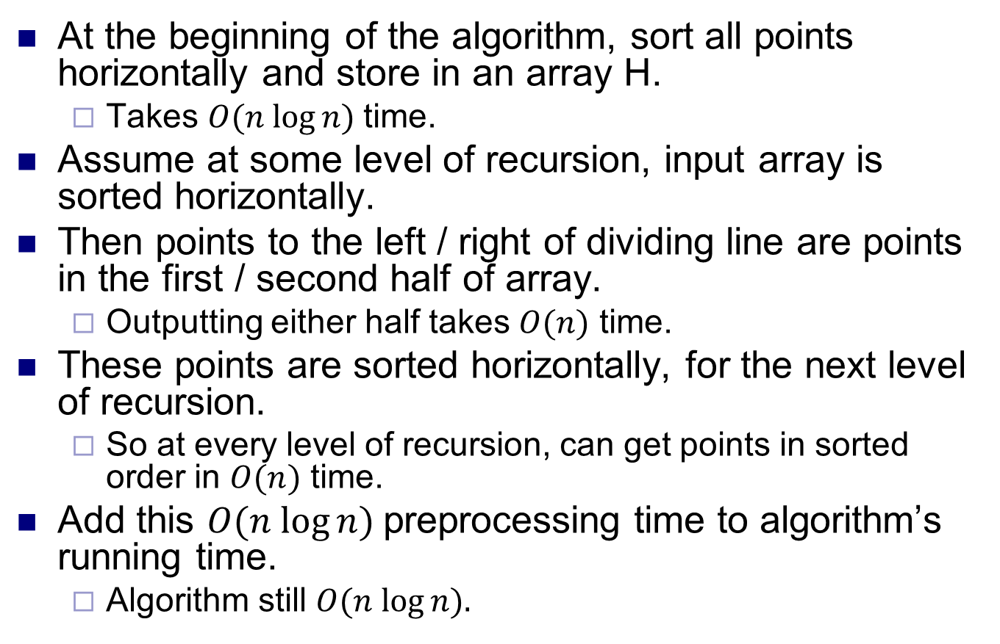 At the beginning of the algorithm, sort all points
horizontally and store in an array H.
Takes O(n log n) time.
Assume at some level of recursion, input array is
sorted horizontally.
Then points to the left / right of dividing line are points
in the first / second half of array.
Outputting either half takes O(n) time.
These points are sorted horizontally, for the next level
of recursion.
So at every level of recursion, can get points in sorted
order in O(n) time.
Add this O(n log n) preprocessing time to algorithm’s
running time.
Algorithm still O(n log n).